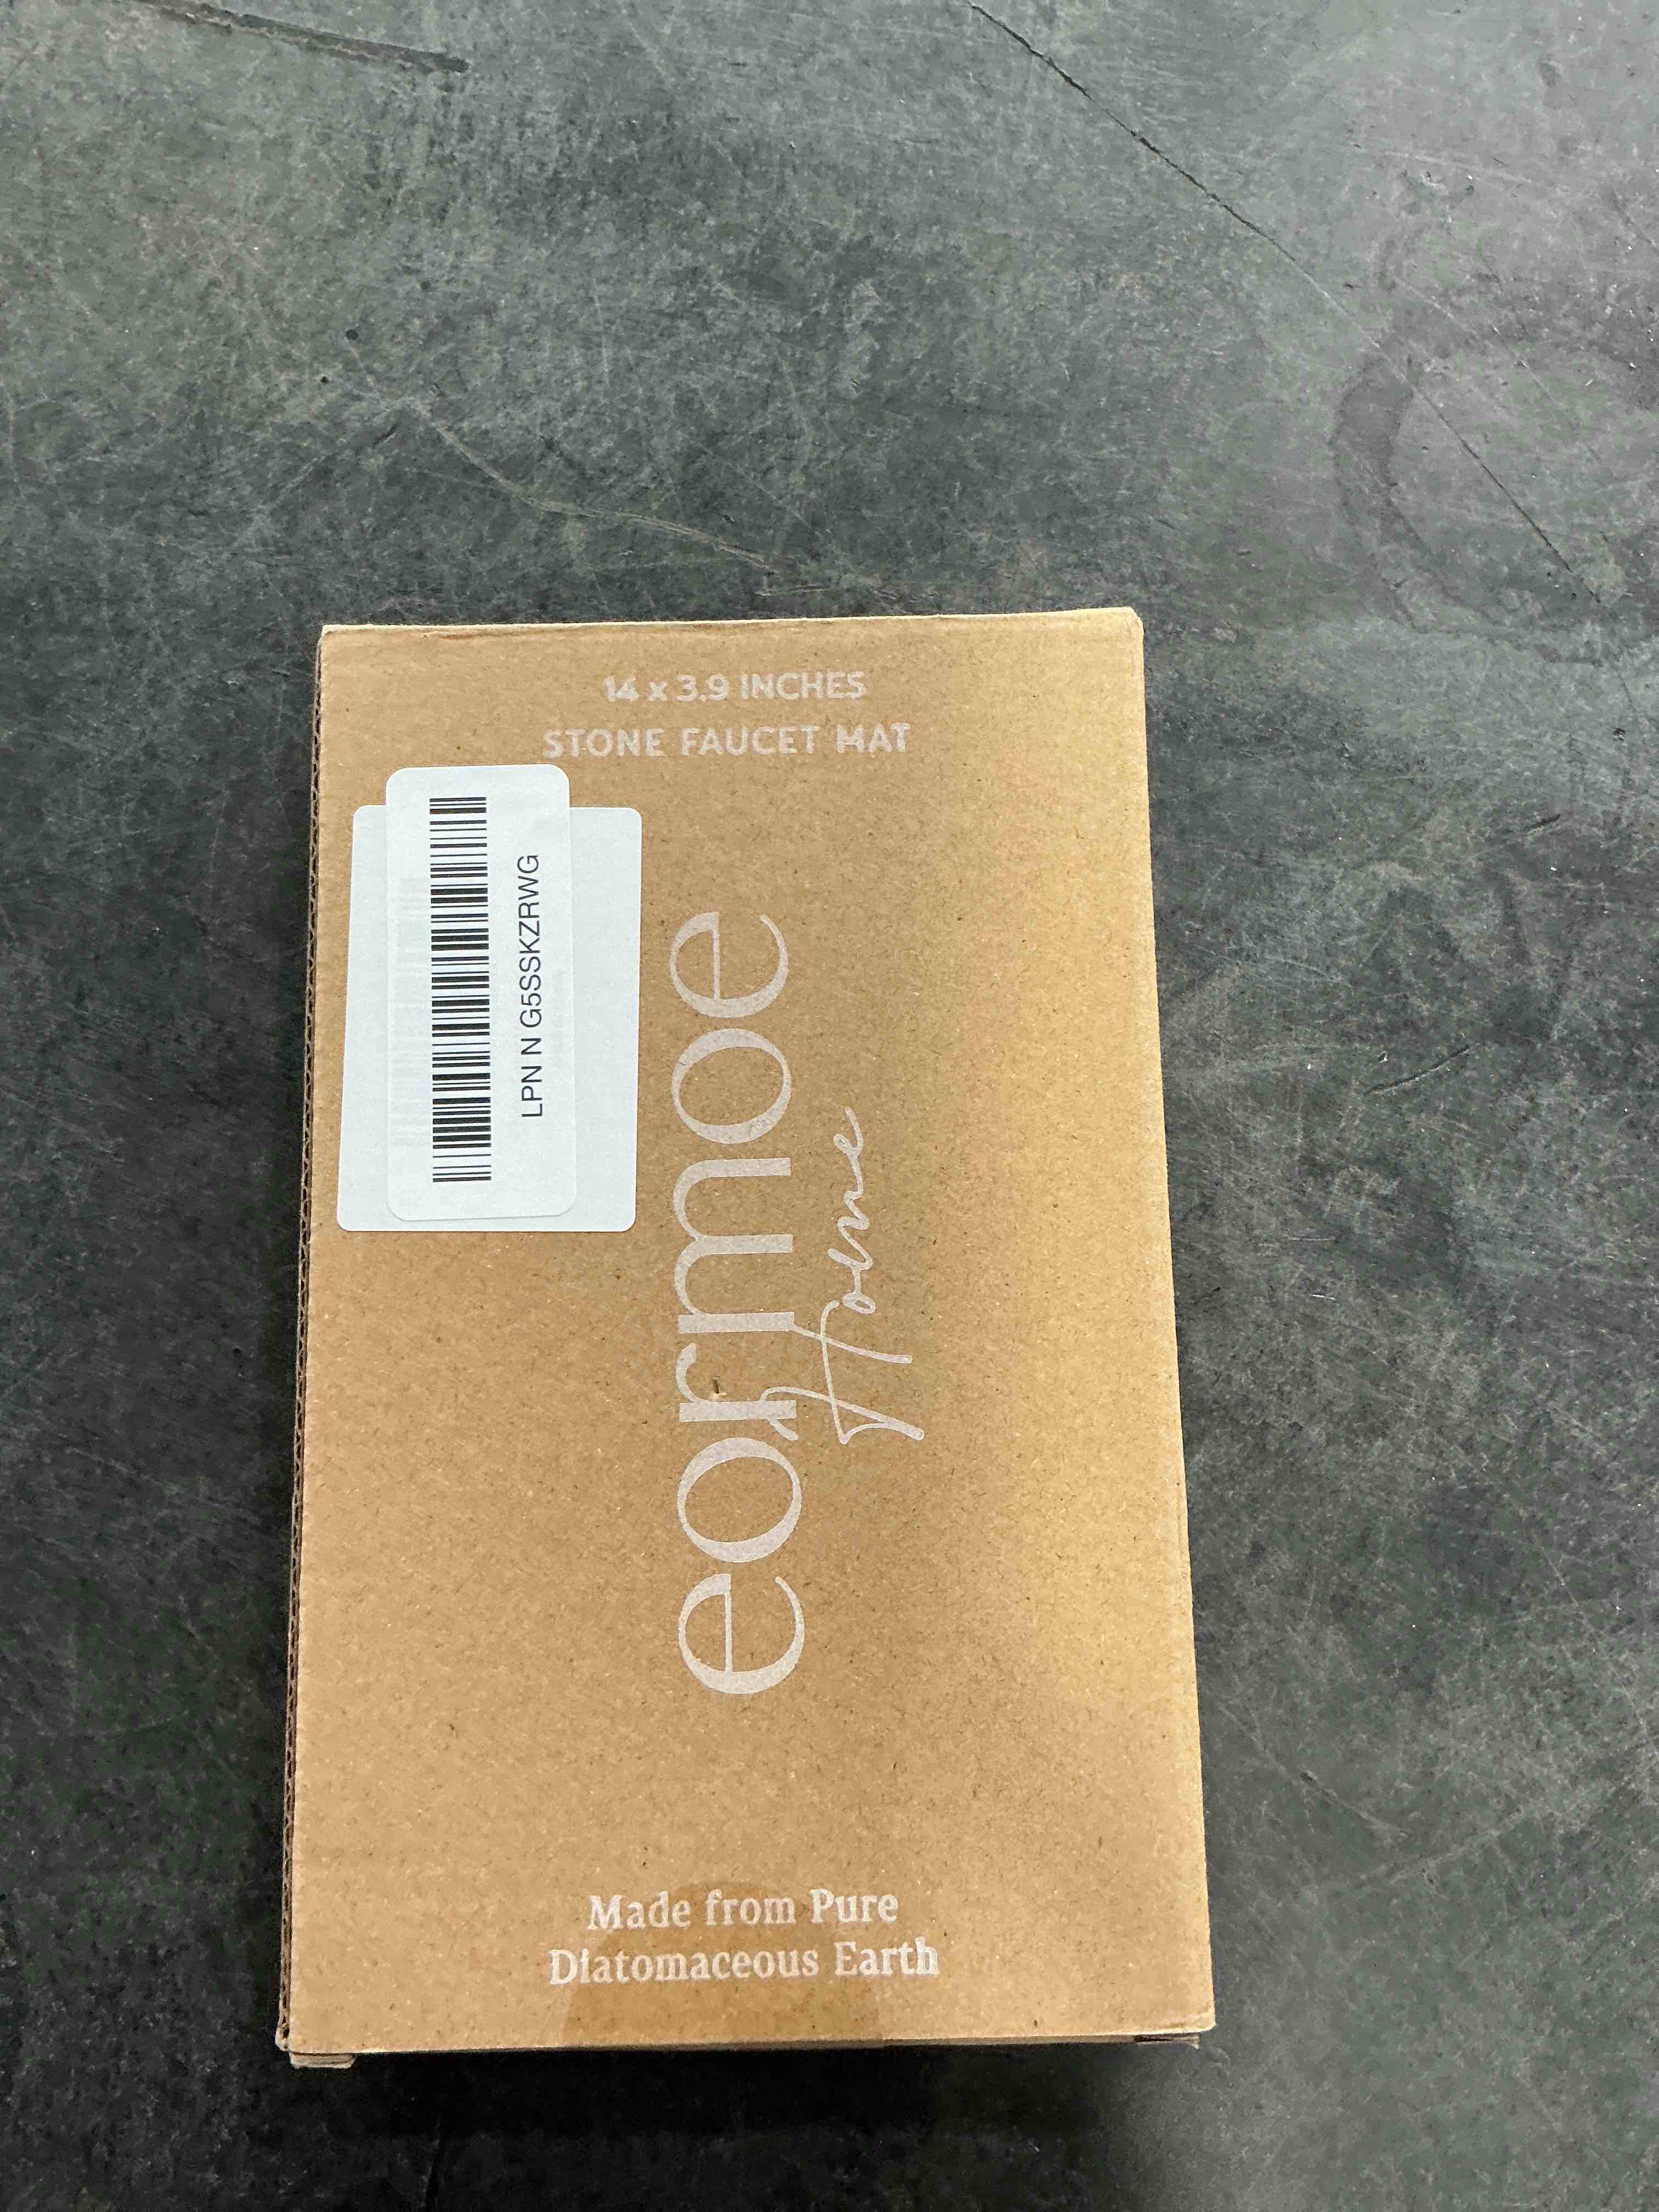 14 x 3.9 INCHES
STONE FAUCET MAT
LPN N G5SSKZRWG
eormoe
Home
Made from Pure
Diatomaceous Earth